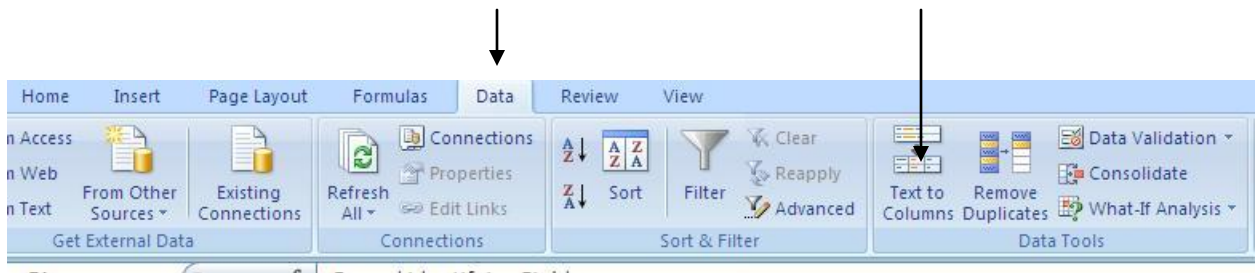 Home Insert Page Layout Formulas Data Review View
Access
Web
Text
From Other
Sources
Existing
Connections
Get External Data
Refresh
All
Connections
Properties
Edit Links
Connections
A
Z
Z
A
A Z
Z A
Sort
Filter
Clear
Reapply
Advanced
Sort & Filter
Text to
Columns
Remove
Duplicates
Data Validation
Consolidate
What-If Analysis
Data Tools